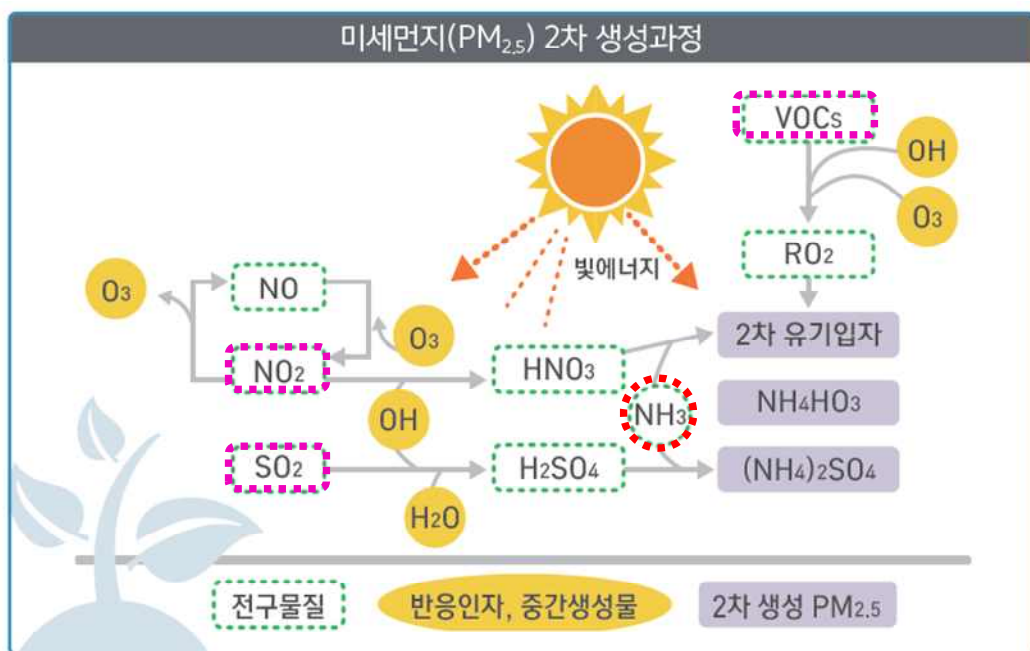 미세먼지(PM2.5) 2차 생성과정
VOCs
OH
O3
RO2
빛에너지
O3
NO
O3
2차 유기입자
NO2
HNO3
NH4HO3
OH
NH3
SO2
H2SO4
(NH4)2SO4
H2O
전구물질
반응인자, 중간생성물
2차 생성 PM2.5